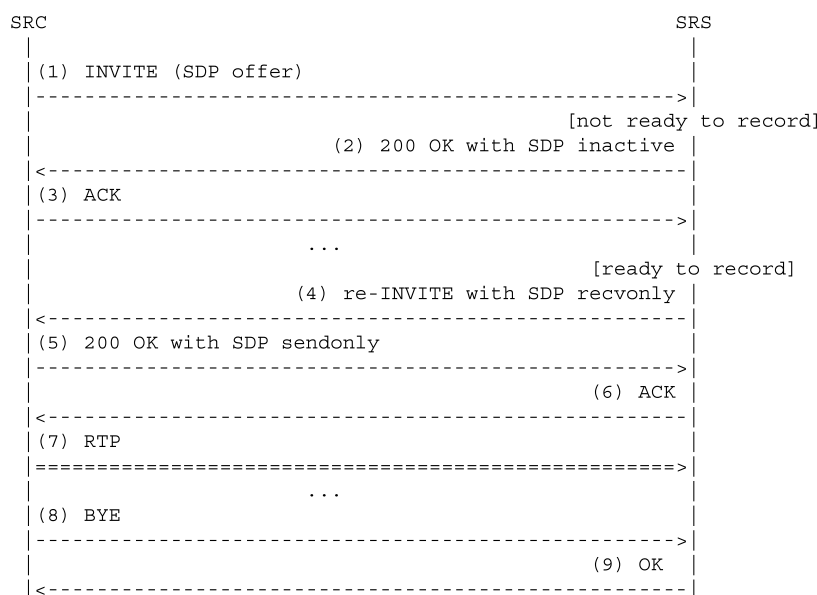 SRC SRS
(1) INVITE (SDP offer)
[not ready to record]
(2) 200 OK with SDP inactive
(3) ACK
...
[ready to record]
(4) re-INVITE with SDP recvonly
(5) 200 OK with SDP sendonly
(6) ACK
(7) RTP
...
(8) BYE
(9) OK